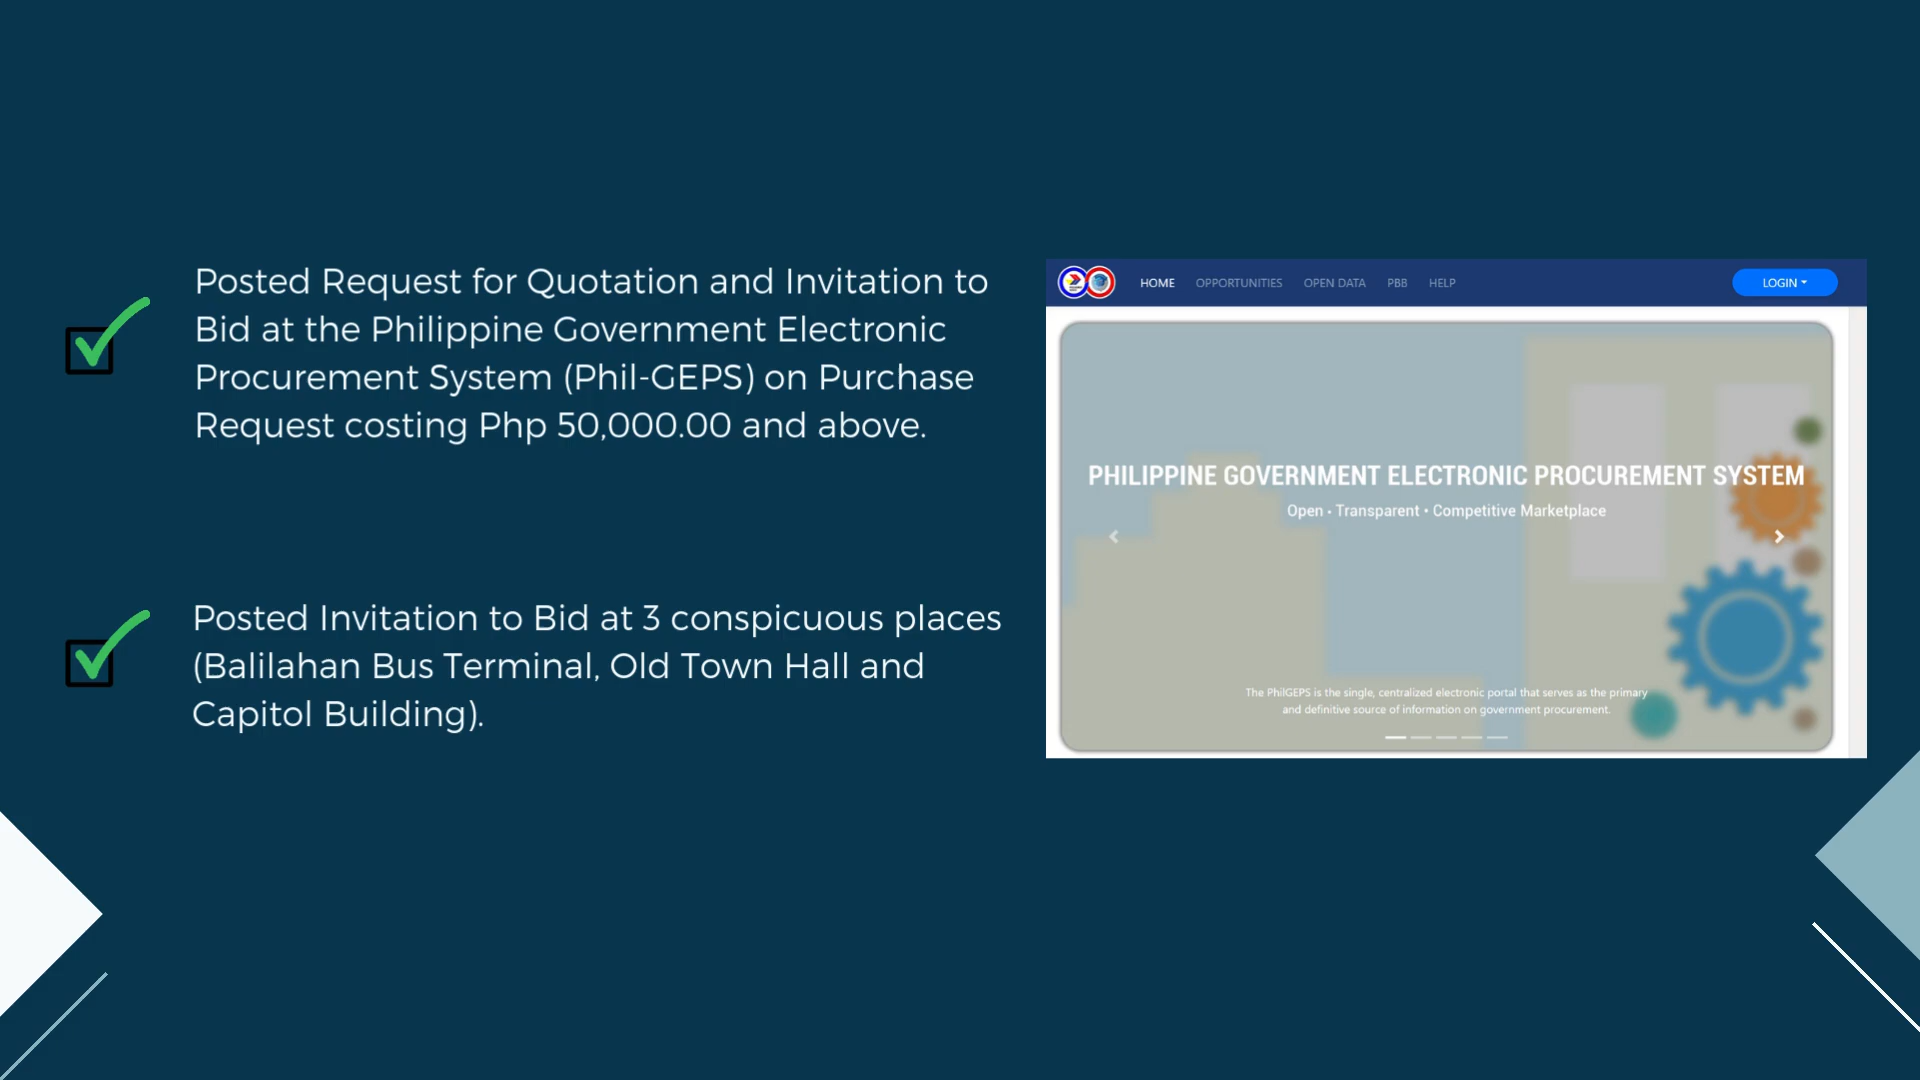 Posted Request for Quotation and Invitation to
Bid at the Philippine Government Electronic
Procurement System (Phil-GEPS) on Purchase
Request costing Php 50,000.00 and above.
Posted Invitation to Bid at 3 conspicuous places
(Balilahan Bus Terminal, Old Town Hall and
Capitol Building).
HOME OPPORTUNITIES OPEN DATA PBB HELP LOGIN
PHILIPPINE GOVERNMENT ELECTRONIC PROCUREMENT SYSTEM
Open • Transparent • Competitive Marketplace
The PhilGEPS is the single, centralized electronic portal that serves as the primary
and definitive source of information on government procurement.